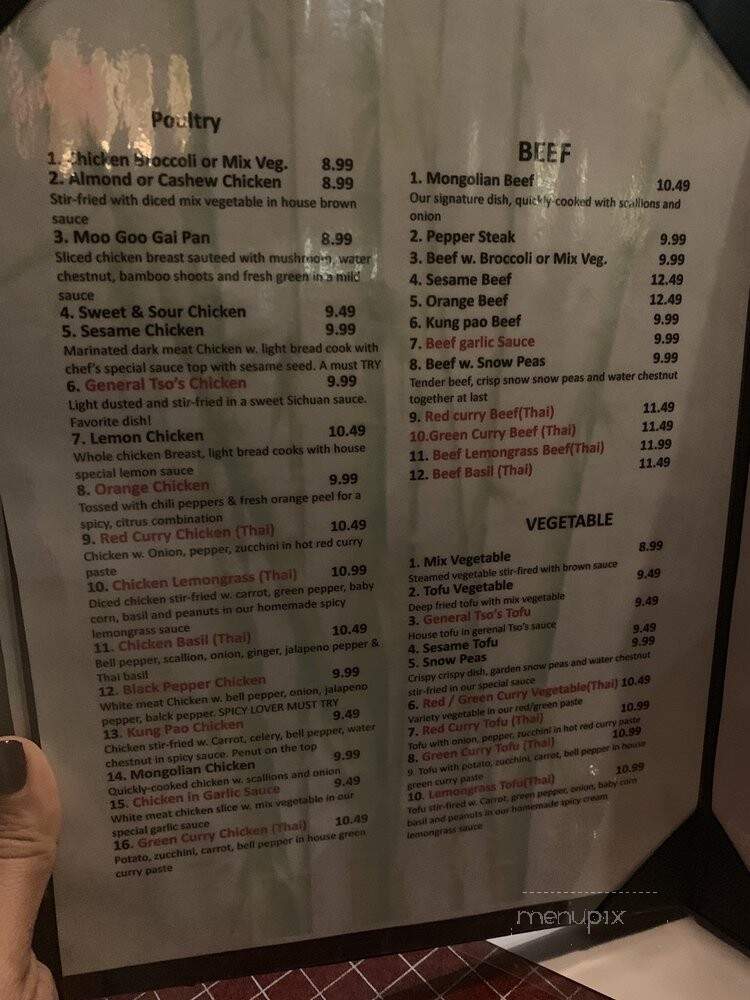 Poultry
1. Chicken Broccoli or Mix Veg. 8.99
2. Almond or Cashew Chicken 8.99
Stir-fried with diced mix vegetable in house brown
sauce
3. Moo Goo Gai Pan 8.99
Sliced chicken breast sauteed with mushroom, water
chestnut, bamboo shoots and fresh green in a mild
sauce
4. Sweet & Sour Chicken 9.49
5. Sesame Chicken 9.99
Marinated dark meat Chicken w. light bread cook with
chef's special sauce top with sesame seed. A must TRY
6. General Tso's Chicken 9.99
Light dusted and stir-fried in a sweet Sichuan sauce.
Favorite dish!
7. Lemon Chicken 10.49
Whole chicken Breast, light bread cooks with house
special lemon sauce
8. Orange Chicken 9.99
Tossed with chili peppers & fresh orange peel for a
spicy, citrus combination
9. Red Curry Chicken (Thai) 10.49
Chicken w. Onion, pepper, zucchini in hot red curry
paste
10. Chicken Lemongrass (Thai) 10.99
Diced chicken stir-fried w. carrot, green pepper, baby
corn, basil and peanuts in our homemade spicy
lemongrass sauce
11. Chicken Basil (Thai) 10.49
Bell pepper, scallion, onion, ginger, jalapeno pepper &
Thai basil
12. Black Pepper Chicken 9.99
White meat Chicken w. bell pepper, onion, jalapeno
pepper, balck pepper. SPICY LOVER MUST TRY
13. Kung Pao Chicken 9.49
Chicken stir-fried w. Carrot, celery, bell pepper, water
chestnut in spicy sauce. Penut on the top
14. Mongolian Chicken 9.99
Quickly-cooked chicken w. scallions and onion
15. Chicken in Garlic Sauce 9.49
White meat chicken slice w. mix vegetable in our
special garlic sauce
16. Green Curry Chicken (Thai) 10.49
Potato, zucchini, carrot, bell pepper in house green
curry paste
BEEF
1. Mongolian Beef 10.49
Our signature dish, quickly-cooked with scallions and
onion
2. Pepper Steak 9.99
3. Beef w. Broccoli or Mix Veg. 9.99
4. Sesame Beef 12.49
5. Orange Beef 12.49
6. Kung pao Beef 9.99
7. Beef garlic Sauce 9.99
8. Beef w. Snow Peas 9.99
Tender beef, crisp snow snow peas and water chestnut
together at last
9. Red curry Beef(Thai) 11.49
10.Green Curry Beef (Thai) 11.49
11. Beef Lemongrass Beef(Thai) 11.99
12. Beef Basil (Thai) 11.49
VEGETABLE
1. Mix Vegetable 8.99
Steamed vegetable stir-fired with brown sauce
2. Tofu Vegetable 9.49
Deep fried tofu with mix vegetable
3. General Tso's Tofu 9.49
House tofu in gerenal Tso's sauce
4. Sesame Tofu 9.49
5. Snow Peas 9.99
Crispy crispy dish, garden snow peas and water chestnut
stir-fried in our special sauce
6. Red / Green Curry Vegetable(Thai) 10.49
Variety vegetable in our red/green paste
7. Red Curry Tofu (Thai) 10.99
Tofu with onion, pepper, zucchini in hot red curry paste
8. Green Curry Tofu (Thai) 10.99
9. Tofu with potato, zucchini, carrot, bell pepper in house
green curry paste
10. Lemongrass Tofu(Thai) 10.99
Tofu stir-fired w. Carrot, green pepper, onion, baby corn
basil and peanuts in our homemade spicy cream
lemongrass sauce
menupix